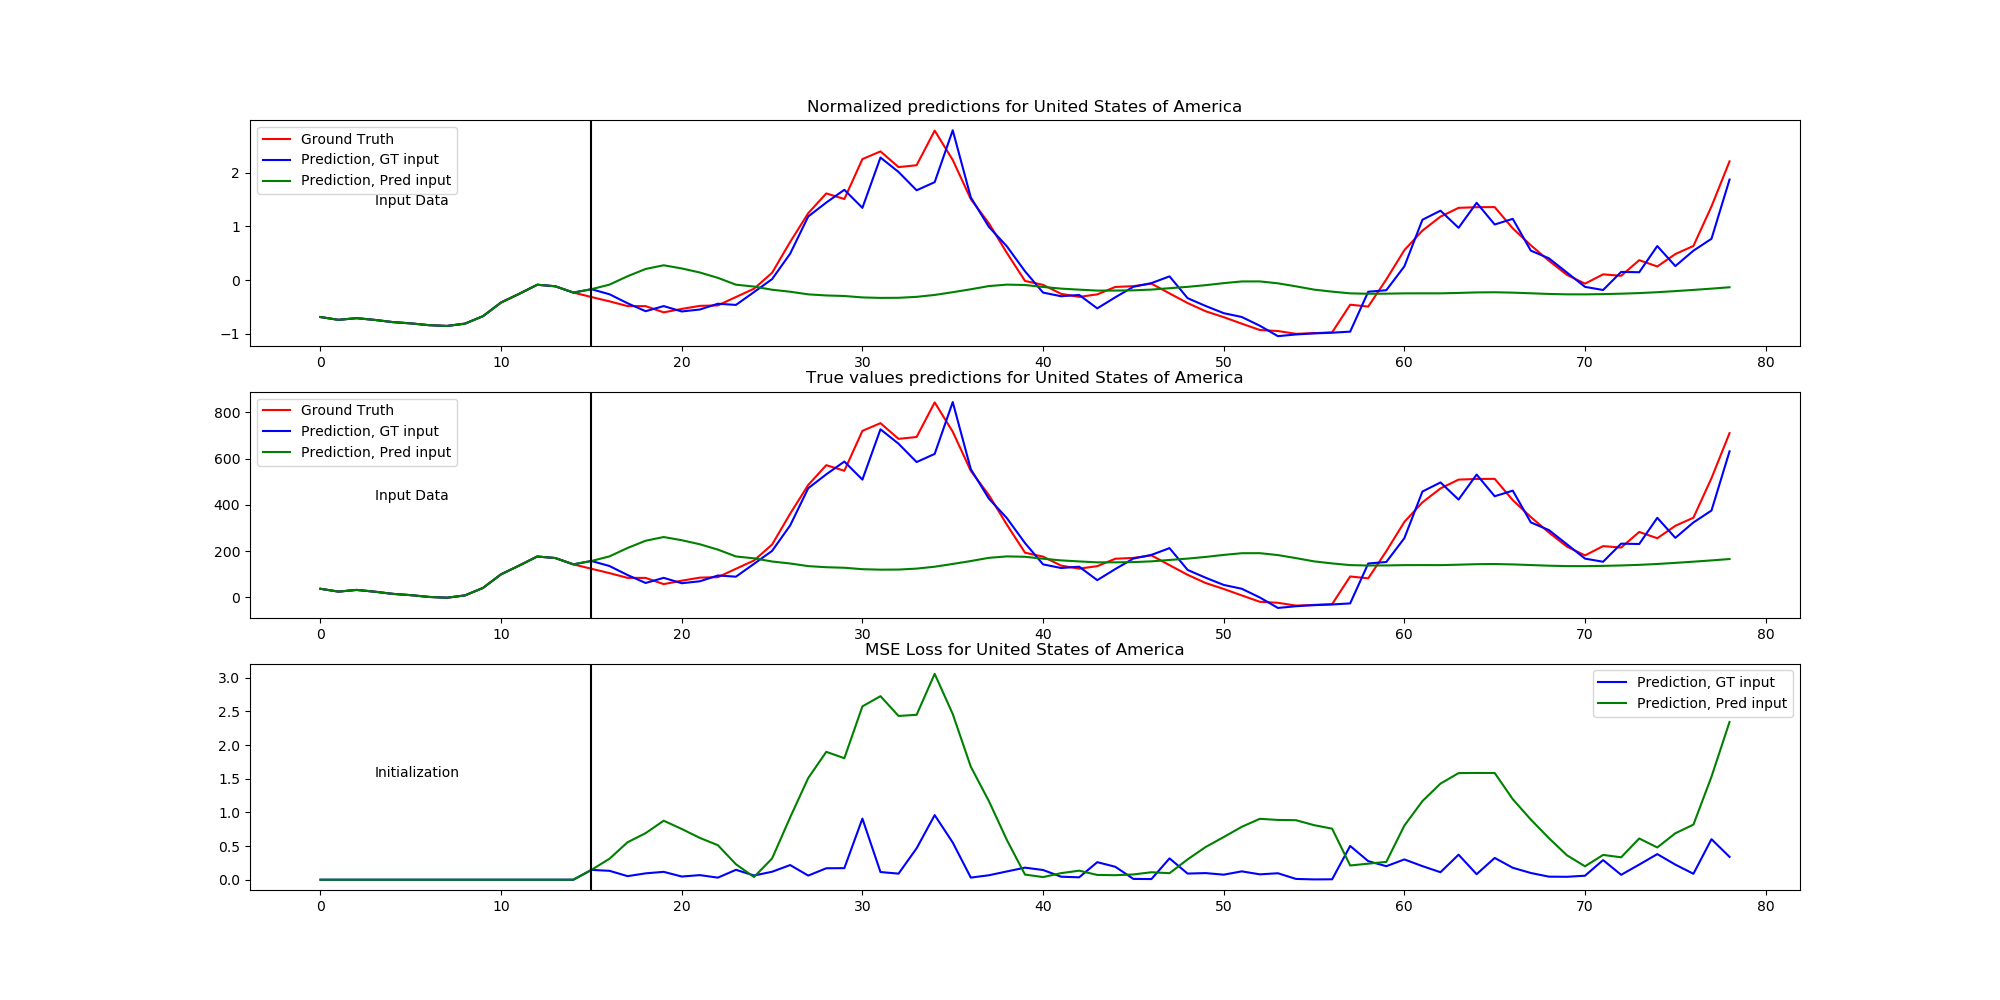 Normalized predictions for United States of America
Ground Truth
Prediction, GT input
Prediction, Pred input
Input Data
2
1
0
−1
0 10 20 30 40 50 60 70 80
True values predictions for United States of America
Ground Truth
Prediction, GT input
Prediction, Pred input
Input Data
800
600
400
200
0
0 10 20 30 40 50 60 70 80
MSE Loss for United States of America
Prediction, GT input
Prediction, Pred input
Initialization
3.0
2.5
2.0
1.5
1.0
0.5
0.0
0 10 20 30 40 50 60 70 80